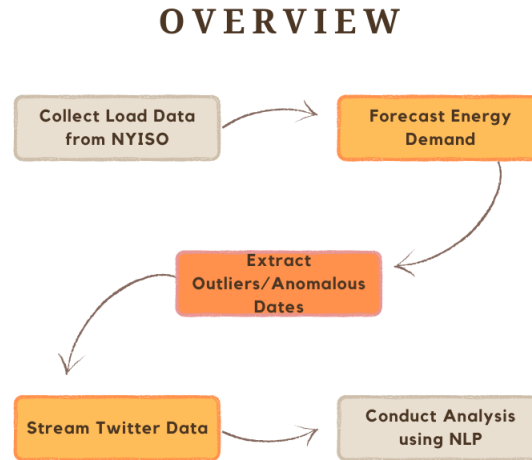 OVERVIEW
Collect Load Data
from NYISO
Forecast Energy
Demand
Extract
Outliers/Anomalous
Dates
Stream Twitter Data
Conduct Analysis
using NLP